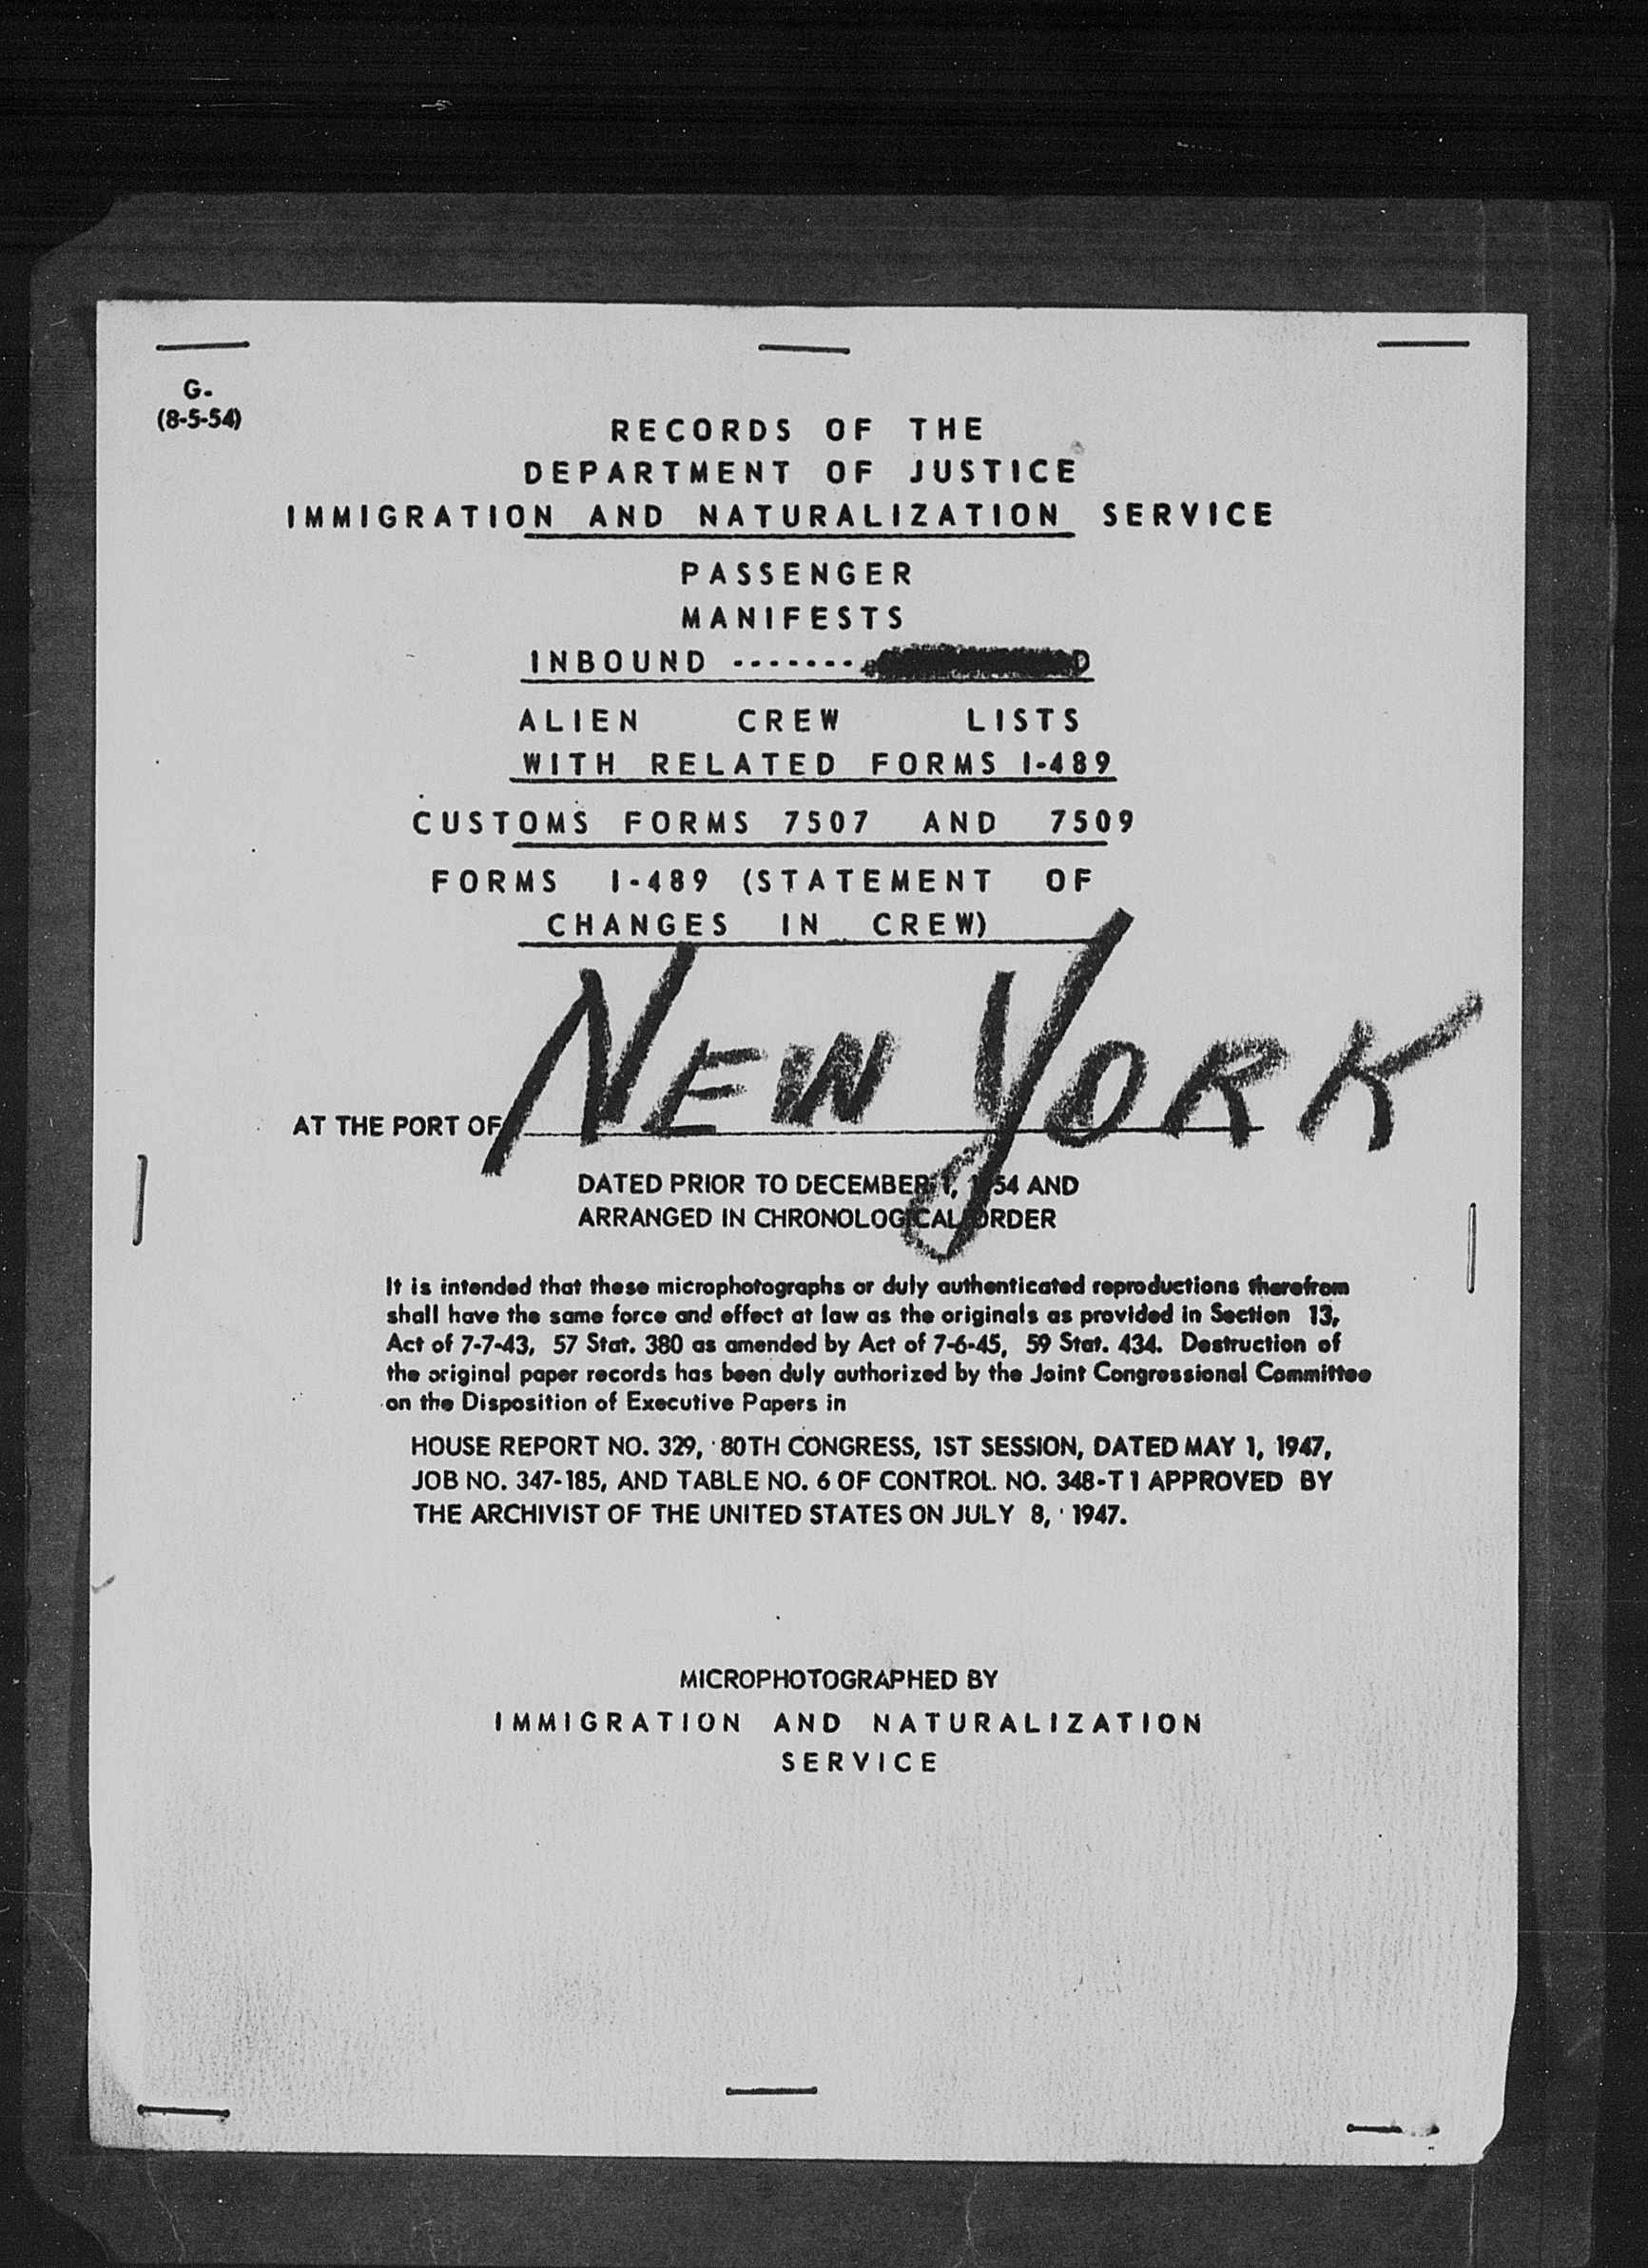 G-
(8-5-54)
RECORDS OF THE
DEPARTMENT OF JUSTICE
IMMIGRATION AND NATURALIZATION SERVICE
PASSENGER
MANIFESTS
INBOUND -------
ALIEN CREW LISTS
WITH RELATED FORMS I-489
CUSTOMS FORMS 7507 AND 7509
FORMS I-489 (STATEMENT OF
CHANGES IN CREW)
AT THE PORT OF NEW YORK
DATED PRIOR TO DECEMBER 1, 1954 AND
ARRANGED IN CHRONOLOGICAL ORDER
It is intended that these microphotographs or duly authenticated reproductions therefrom
shall have the same force and effect at law as the originals as provided in Section 13,
Act of 7-7-43, 57 Stat. 380 as amended by Act of 7-6-45, 59 Stat. 434. Destruction of
the original paper records has been duly authorized by the Joint Congressional Committee
on the Disposition of Executive Papers in
HOUSE REPORT NO. 329, 80TH CONGRESS, 1ST SESSION, DATED MAY 1, 1947,
JOB NO. 347-185, AND TABLE NO. 6 OF CONTROL NO. 348-T1 APPROVED BY
THE ARCHIVIST OF THE UNITED STATES ON JULY 8, 1947.
MICROPHOTOGRAPHED BY
IMMIGRATION AND NATURALIZATION
SERVICE